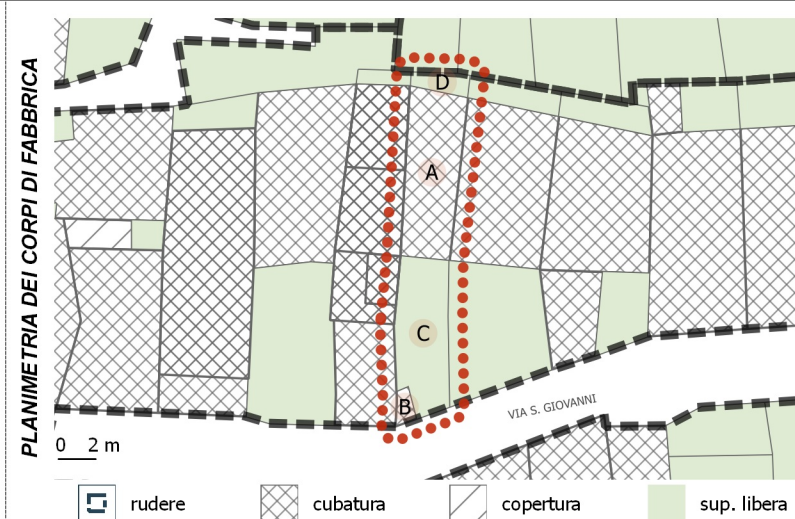 PLANIMETRIA DEI CORPI DI FABBRICA
D
A
C
B
VIA S. GIOVANNI
0 2 m
rudere cubatura copertura sup. libera